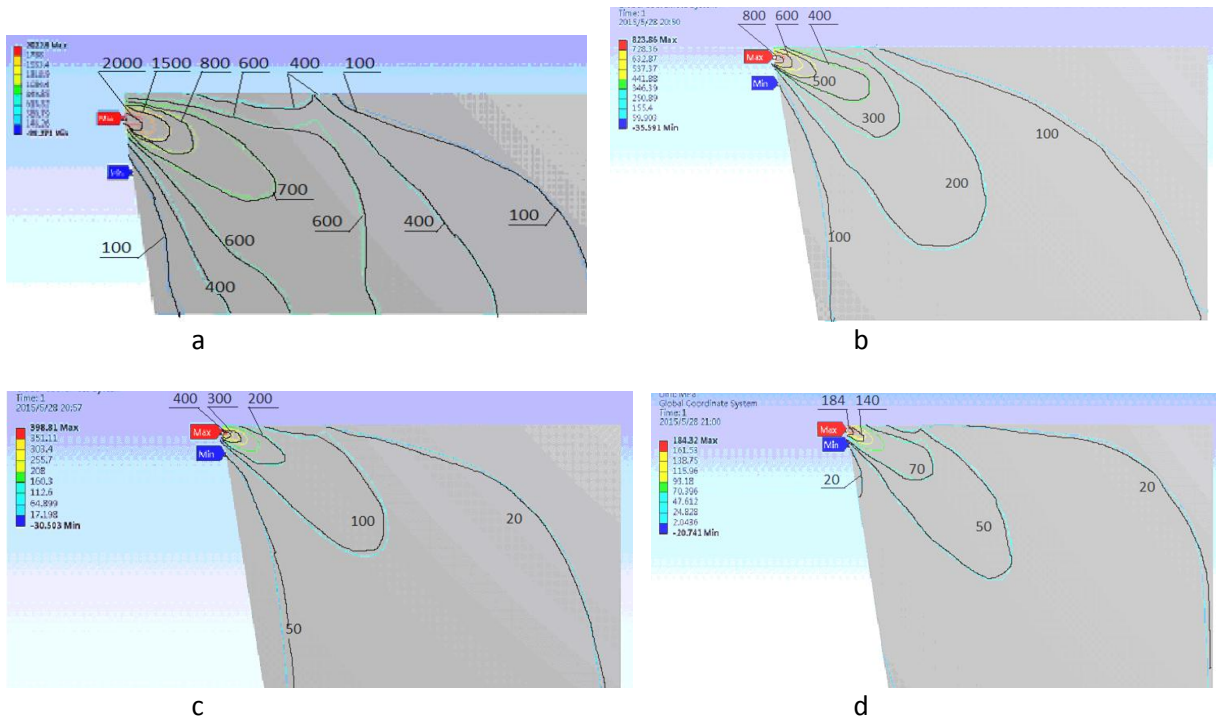 2000 1500 800 600 400 100
Max
700
600
400
100
100
600
400
a
Time: 1
2015/5/28 20:50
823.86 Max
728.36
632.87
537.37
441.88
346.39
250.89
155.4
59.903
-35.591 Min
800 600 400
Max
Min
500
300
200
100
100
b
Time: 1
2015/5/28 20:57
398.81 Max
351.11
303.4
255.7
208
160.3
112.6
64.899
17.198
-30.503 Min
400 300 200
Max
Min
100
20
50
c
Global Coordinate System
Time: 1
2015/5/28 21:00
184.32 Max
161.53
138.75
115.96
93.18
70.396
47.612
24.828
2.0436
-20.741 Min
184 140
Max
Min
20
70
50
20
d